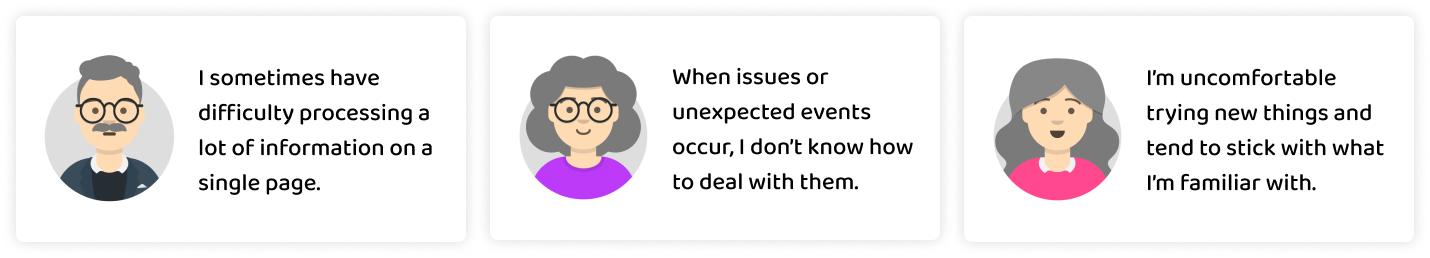 I sometimes have
difficulty processing a
lot of information on a
single page.
When issues or
unexpected events
occur, I don't know how
to deal with them.
I'm uncomfortable
trying new things and
tend to stick with what
I'm familiar with.